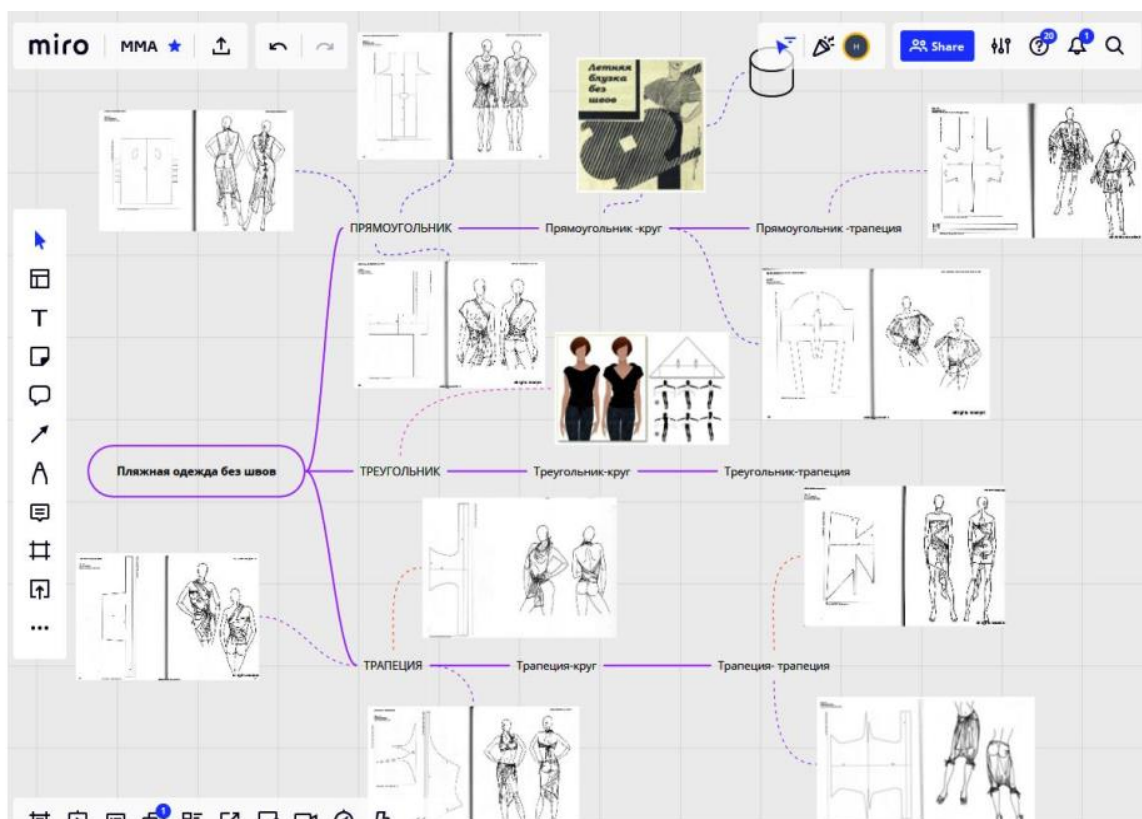 miro
MMA
Share
20
1
H
Летняя
блузка
без
швов
ПРЯМОУГОЛЬНИК
Прямоугольник -круг
Прямоугольник -трапеция
Пляжная одежда без швов
ТРЕУГОЛЬНИК
Треугольник-круг
Треугольник-трапеция
ТРАПЕЦИЯ
Трапеция-круг
Трапеция- трапеция
1